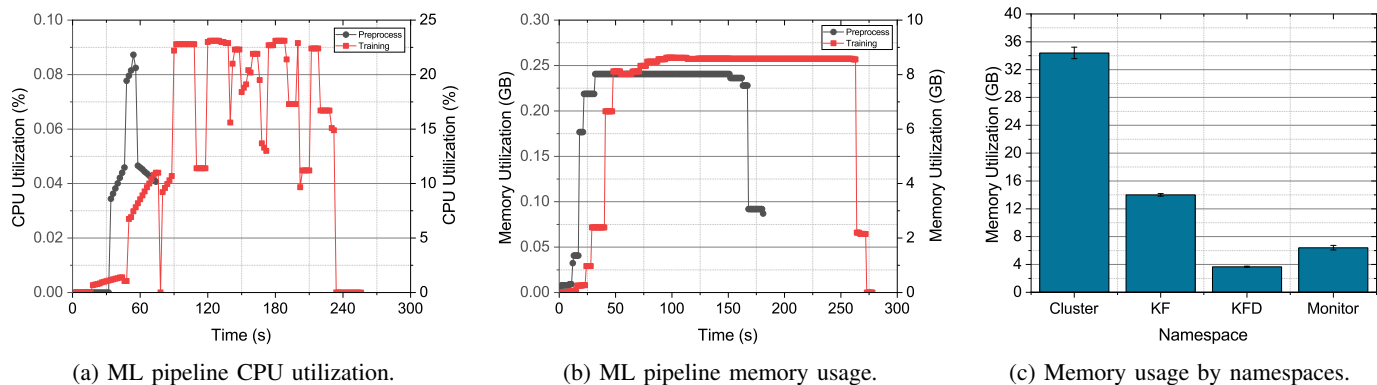 0.10
0.08
0.06
0.04
0.02
0.00
CPU Utilization (%)
25
20
15
10
5
0
CPU Utilization (%)
Preprocess
Training
0 60 120 180 240 300
Time (s)
(a) ML pipeline CPU utilization.
0.30
0.25
0.20
0.15
0.10
0.05
0.00
Memory Utilization (GB)
10
8
6
4
2
0
Memory Utilization (GB)
Preprocess
Training
0 50 100 150 200 250 300
Time (s)
(b) ML pipeline memory usage.
40
36
32
28
24
20
16
12
8
4
0
Memory Utilization (GB)
Cluster KF KFD Monitor
Namespace
(c) Memory usage by namespaces.